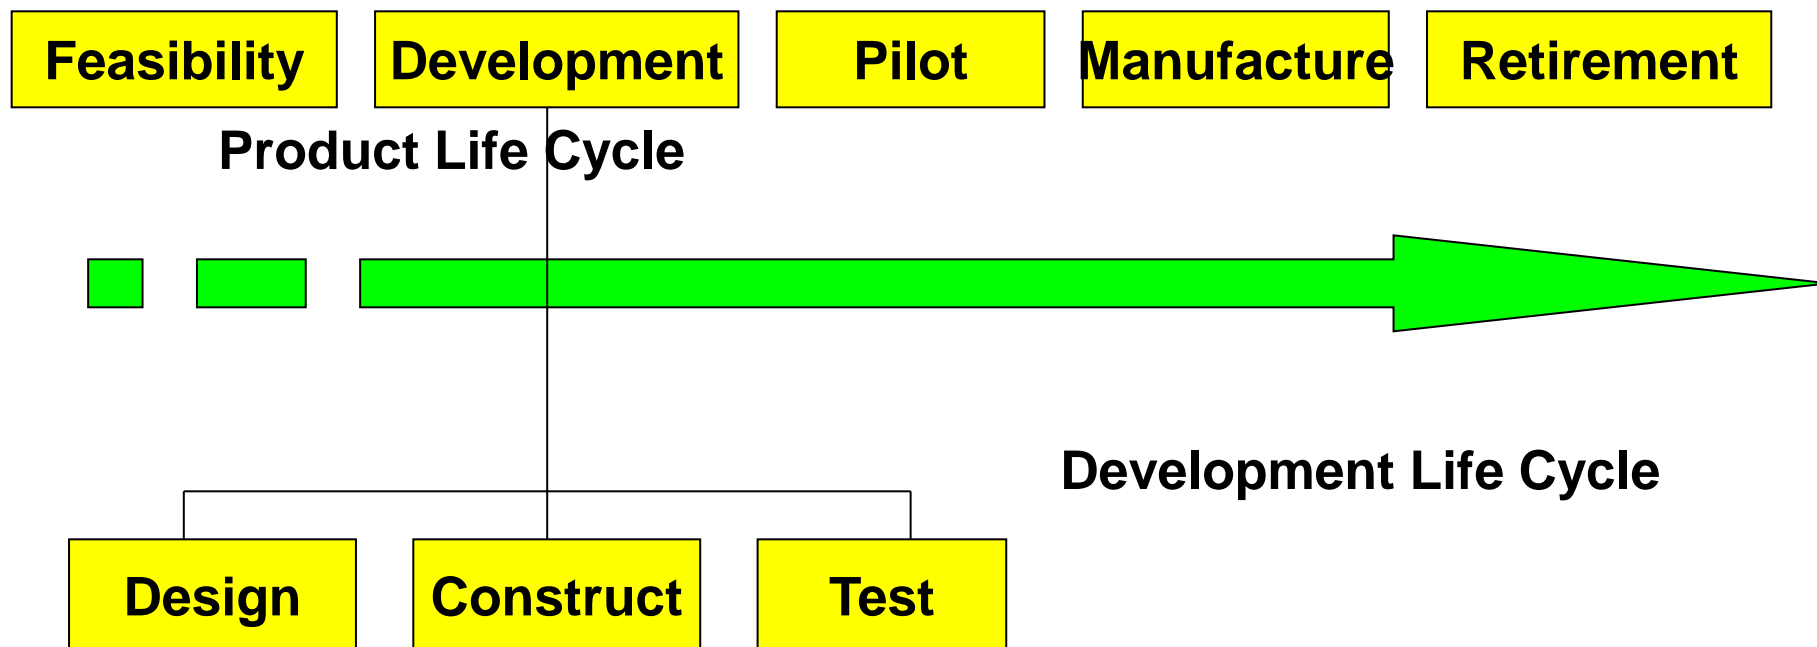 Feasibility Development Pilot Manufacture Retirement
Product Life Cycle
Development Life Cycle
Design Construct Test